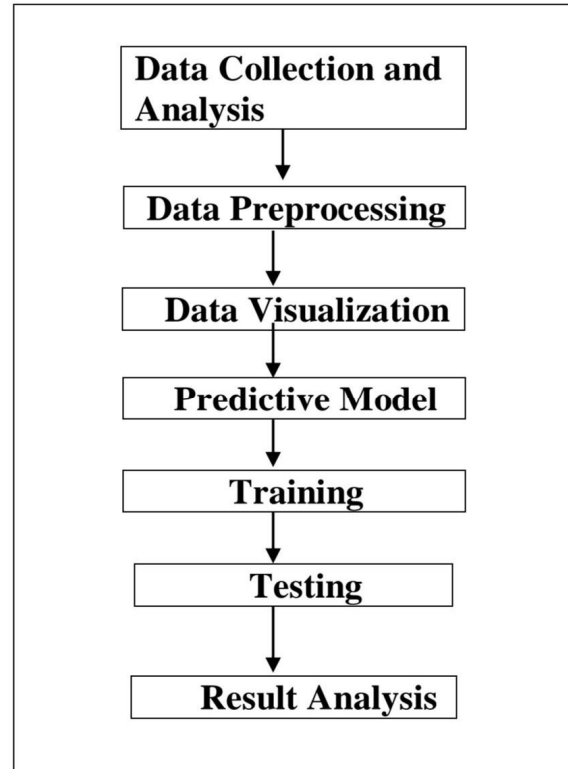 Data Collection and
Analysis
Data Preprocessing
Data Visualization
Predictive Model
Training
Testing
Result Analysis